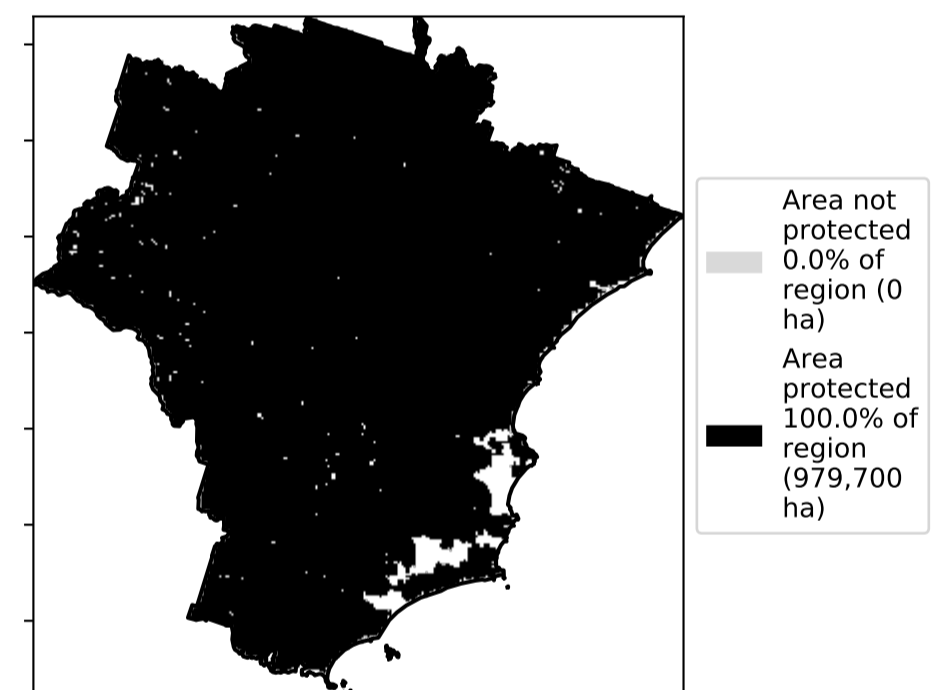 Area not
protected
0.0% of
region (0
ha)
Area
protected
100.0% of
region
(979,700
ha)